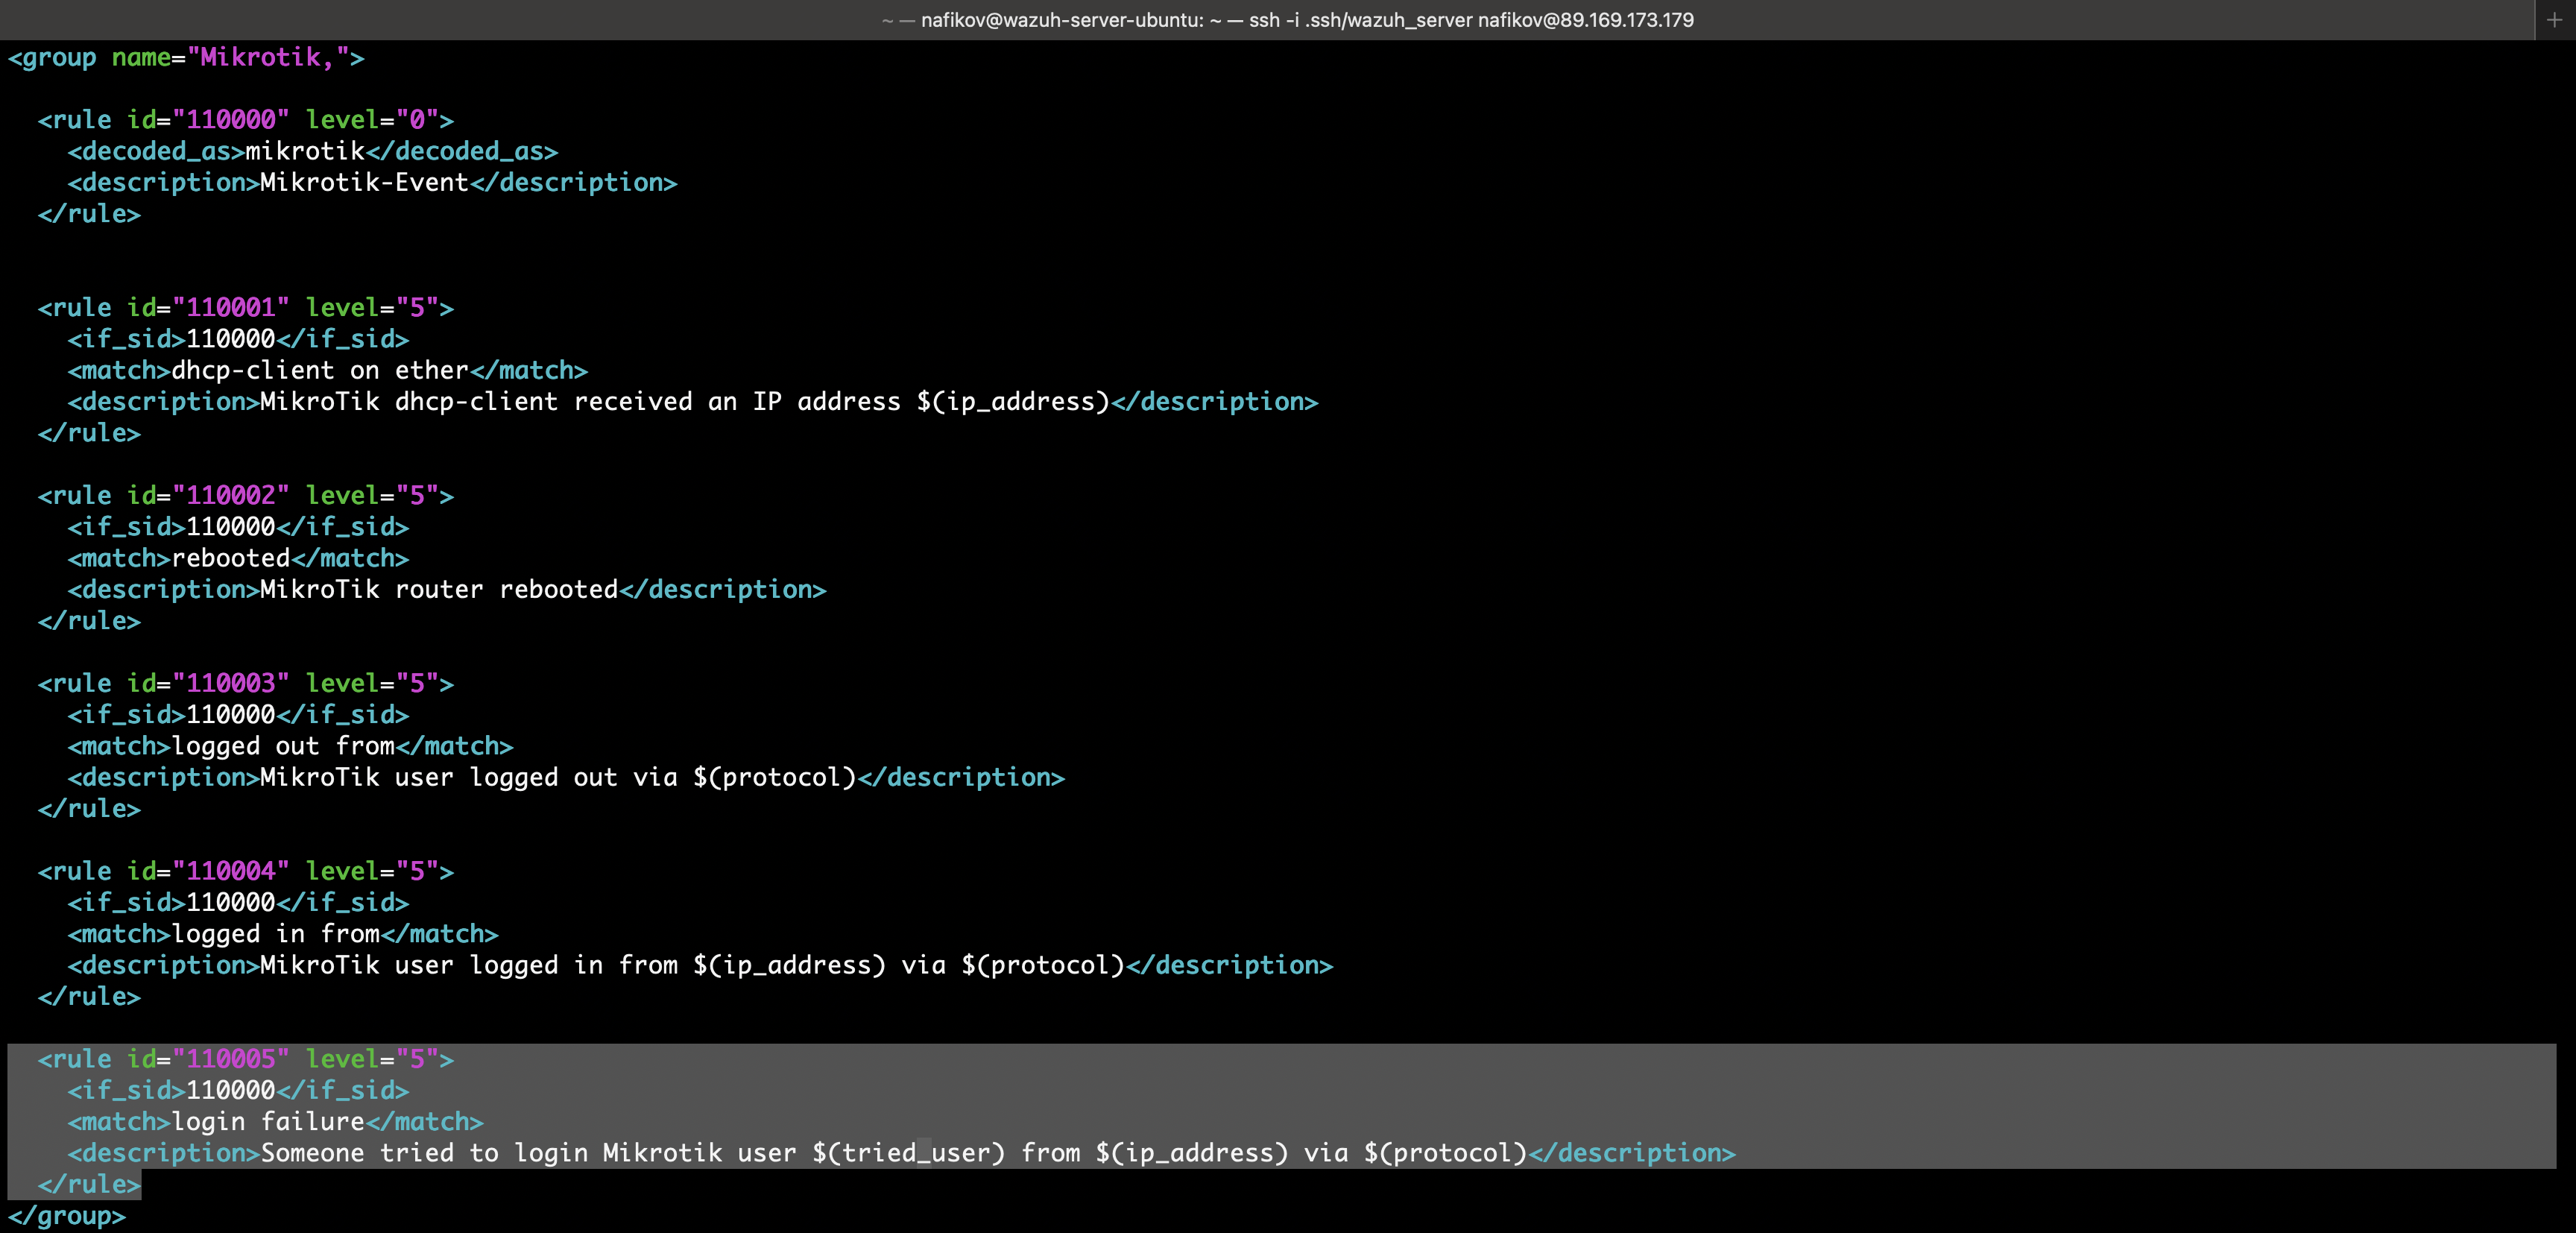 ~ — nafikov@wazuh-server-ubuntu: ~ — ssh -i .ssh/wazuh_server nafikov@89.169.173.179 +
<group name="Mikrotik,">
<rule id="110000" level="0">
<decoded_as>mikrotik</decoded_as>
<description>Mikrotik-Event</description>
</rule>
<rule id="110001" level="5">
<if_sid>110000</if_sid>
<match>dhcp-client on ether</match>
<description>MikroTik dhcp-client received an IP address $(ip_address)</description>
</rule>
<rule id="110002" level="5">
<if_sid>110000</if_sid>
<match>rebooted</match>
<description>MikroTik router rebooted</description>
</rule>
<rule id="110003" level="5">
<if_sid>110000</if_sid>
<match>logged out from</match>
<description>MikroTik user logged out via $(protocol)</description>
</rule>
<rule id="110004" level="5">
<if_sid>110000</if_sid>
<match>logged in from</match>
<description>MikroTik user logged in from $(ip_address) via $(protocol)</description>
</rule>
<rule id="110005" level="5">
<if_sid>110000</if_sid>
<match>login failure</match>
<description>Someone tried to login Mikrotik user $(tried_user) from $(ip_address) via $(protocol)</description>
</rule>
</group>